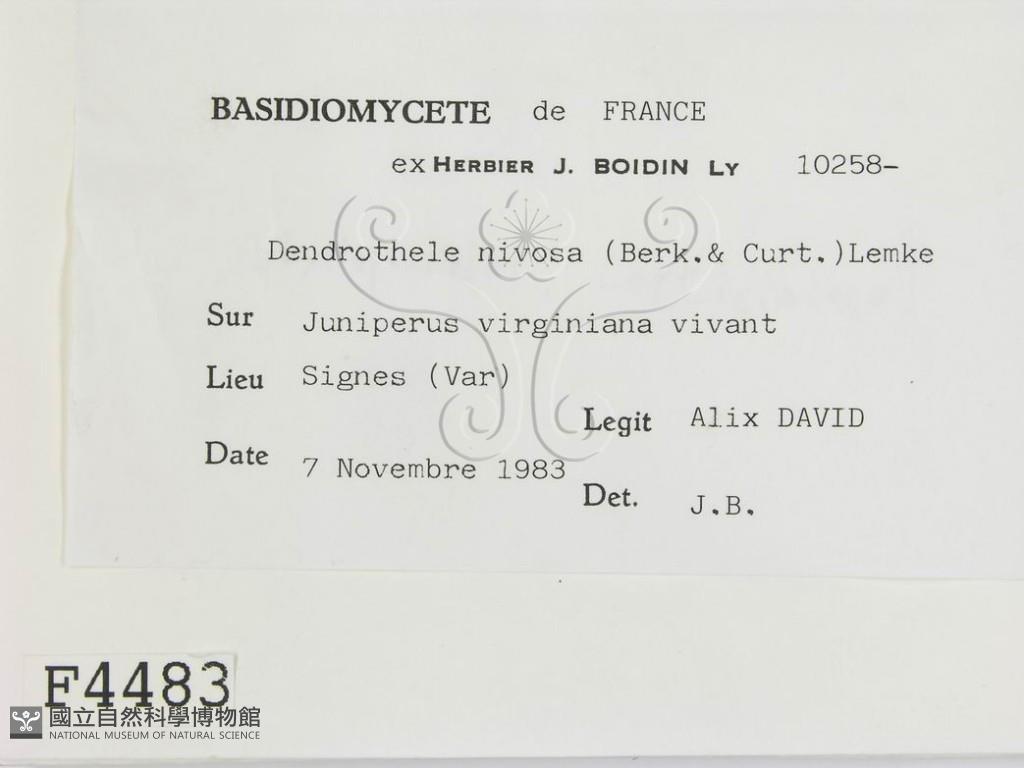 BASIDIOMYCETE de FRANCE
ex HERBIER J. BOIDIN LY 10258-
Dendrothele nivosa (Berk.& Curt.)Lemke
Sur Juniperus virginiana vivant
Lieu Signes (Var)
Legit Alix DAVID
Date 7 Novembre 1983
Det. J.B.
F4483
國立自然科學博物館
NATIONAL MUSEUM OF NATURAL SCIENCE